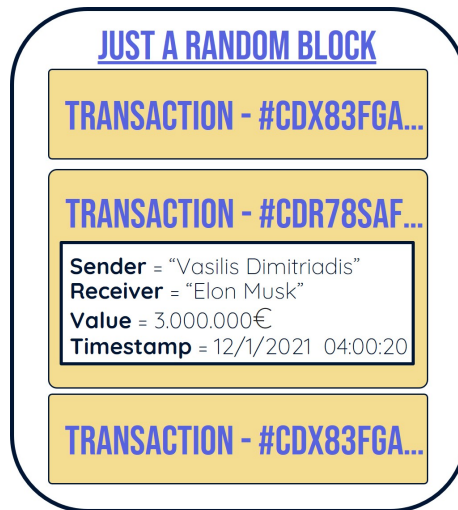 JUST A RANDOM BLOCK
TRANSACTION - #CDX83FGA...
TRANSACTION - #CDR78SAF...
Sender = “Vasilis Dimitriadis”
Receiver = “Elon Musk”
Value = 3.000.000€
Timestamp = 12/1/2021 04:00:20
TRANSACTION - #CDX83FGA...